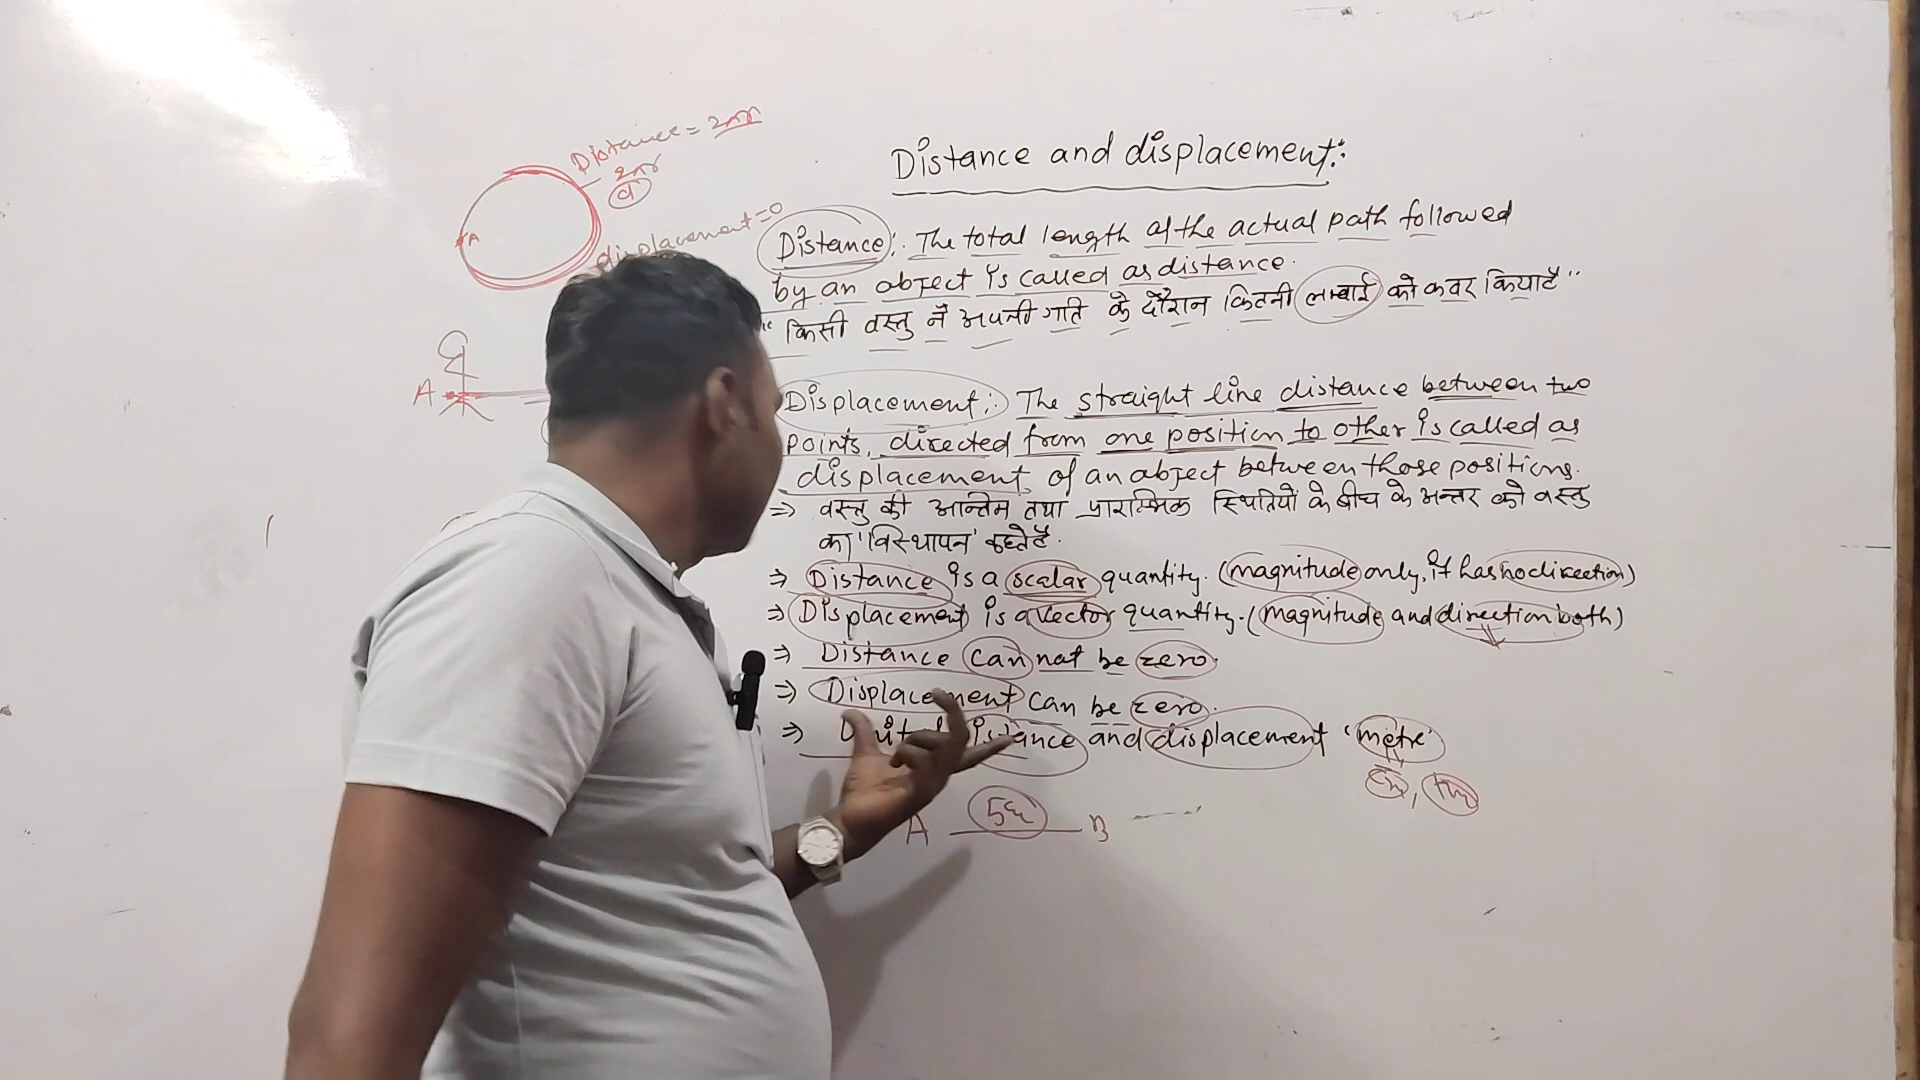 Distance and displacement:
Distance = 2πr
2πr
d
displacement = 0
A
A
Distance: The total length of the actual path followed
by an object is called as distance.
"किसी वस्तु नें अपनी गति के दौरान कितनी लम्बाई को कवर किया है"
Displacement: The straight line distance between two
points, directed from one position to other is called as
displacement of an object between those positions.
⇒ वस्तु की अन्तिम तथा प्रारम्भिक स्थितियों के बीच के अन्तर को वस्तु
का 'विस्थापन' कहते है.
⇒ Distance is a scalar quantity. (magnitude only, it has no direction)
⇒ Displacement is a vector quantity. (magnitude and direction both)
⇒ Distance can not be zero.
⇒ Displacement can be zero.
⇒ Unit of distance and displacement 'metre'
A B